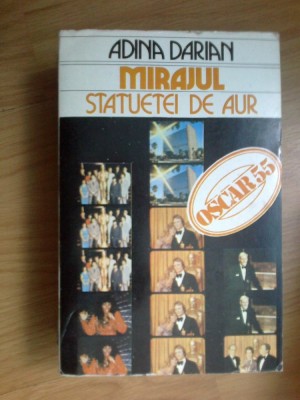 ADINA DARIAN
MIRAJUL
STATUETEI DE AUR
OSCAR 55